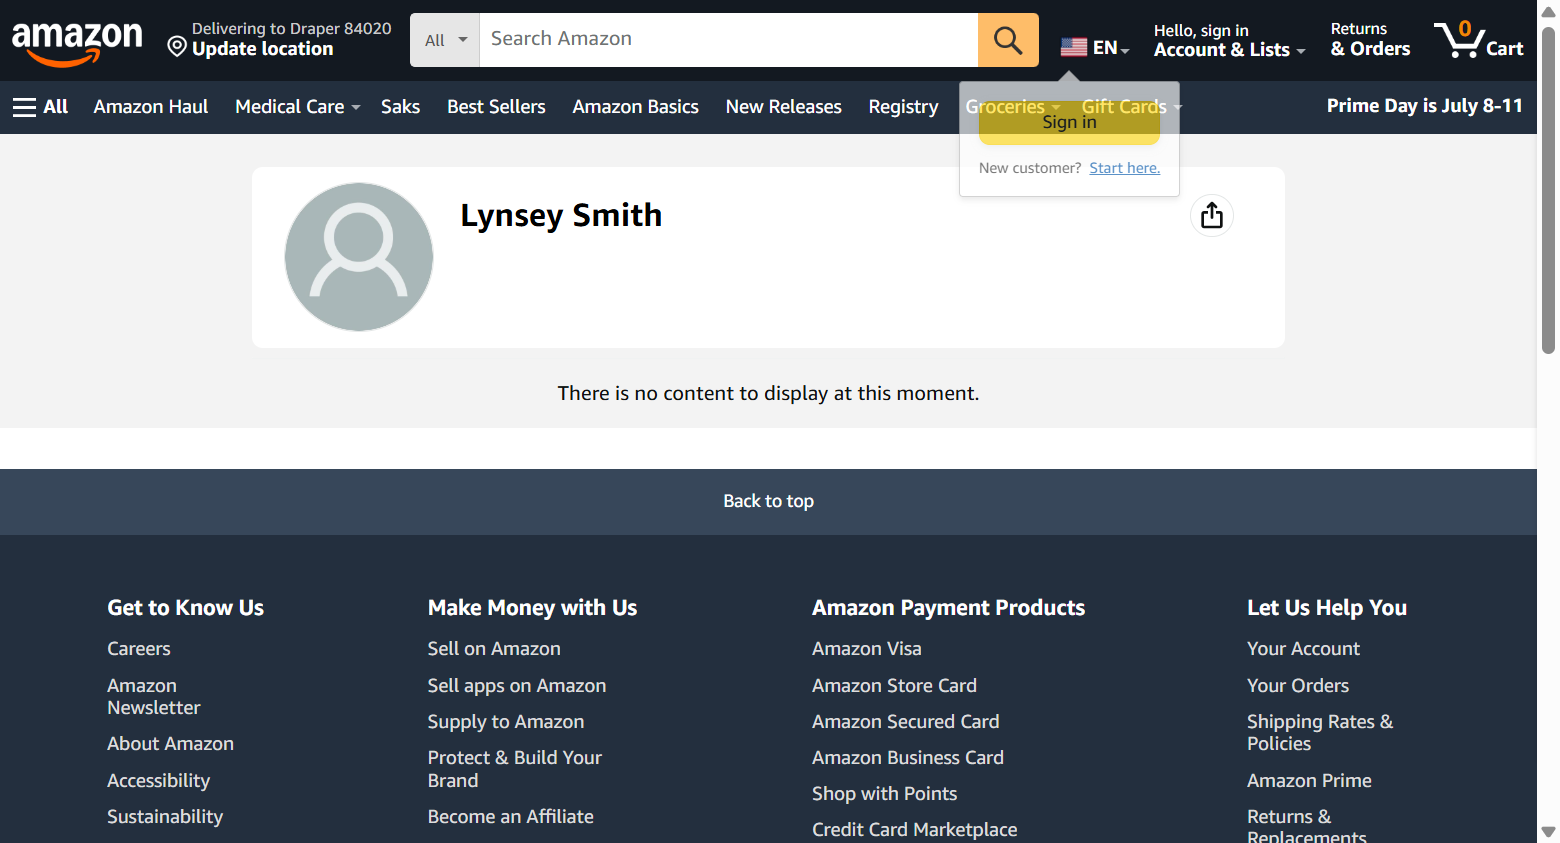 amazon
Delivering to Draper 84020
Update location
All
Search Amazon
EN
Hello, sign in
Account & Lists
Returns
& Orders
0
Cart
All
Amazon Haul
Medical Care
Saks
Best Sellers
Amazon Basics
New Releases
Registry
Groceries
Gift Cards
Prime Day is July 8-11
Sign in
New customer? Start here.
Lynsey Smith
There is no content to display at this moment.
Back to top
Get to Know Us
Careers
Amazon
Newsletter
About Amazon
Accessibility
Sustainability
Make Money with Us
Sell on Amazon
Sell apps on Amazon
Supply to Amazon
Protect & Build Your
Brand
Become an Affiliate
Amazon Payment Products
Amazon Visa
Amazon Store Card
Amazon Secured Card
Amazon Business Card
Shop with Points
Credit Card Marketplace
Let Us Help You
Your Account
Your Orders
Shipping Rates &
Policies
Amazon Prime
Returns &
Replacements